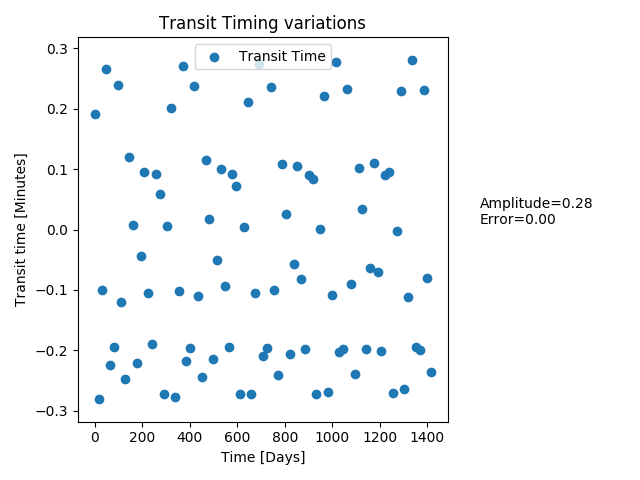 Transit Timing variations
Transit Time
Transit time [Minutes]
0.3
0.2
0.1
0.0
−0.1
−0.2
−0.3
0
200
400
600
800
1000
1200
1400
Time [Days]
Amplitude=0.28
Error=0.00